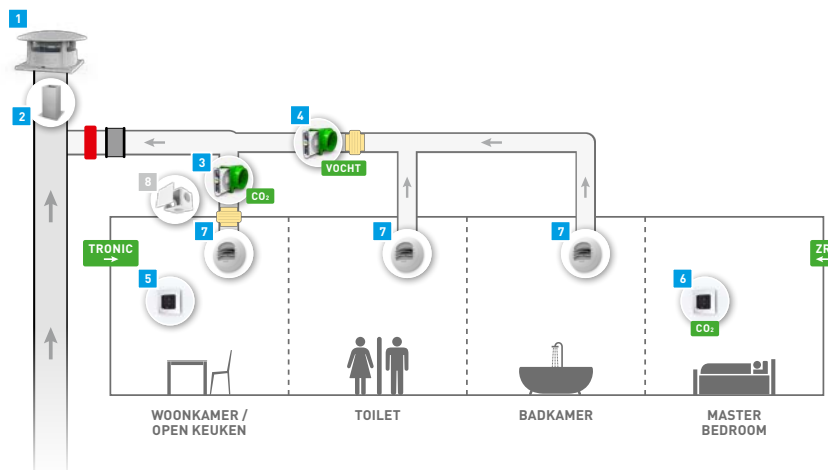 1
2
4
VOCHT
3
CO₂
8
7
7
7
TRONIC
ZR
5
6
CO₂
WOONKAMER /
OPEN KEUKEN
TOILET
BADKAMER
MASTER
BEDROOM